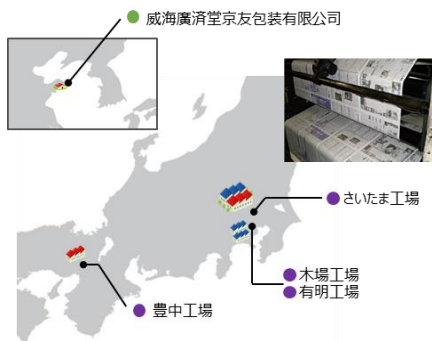 威海廣済堂京友包装有限公司
さいたま工場
木場工場
有明工場
豊中工場